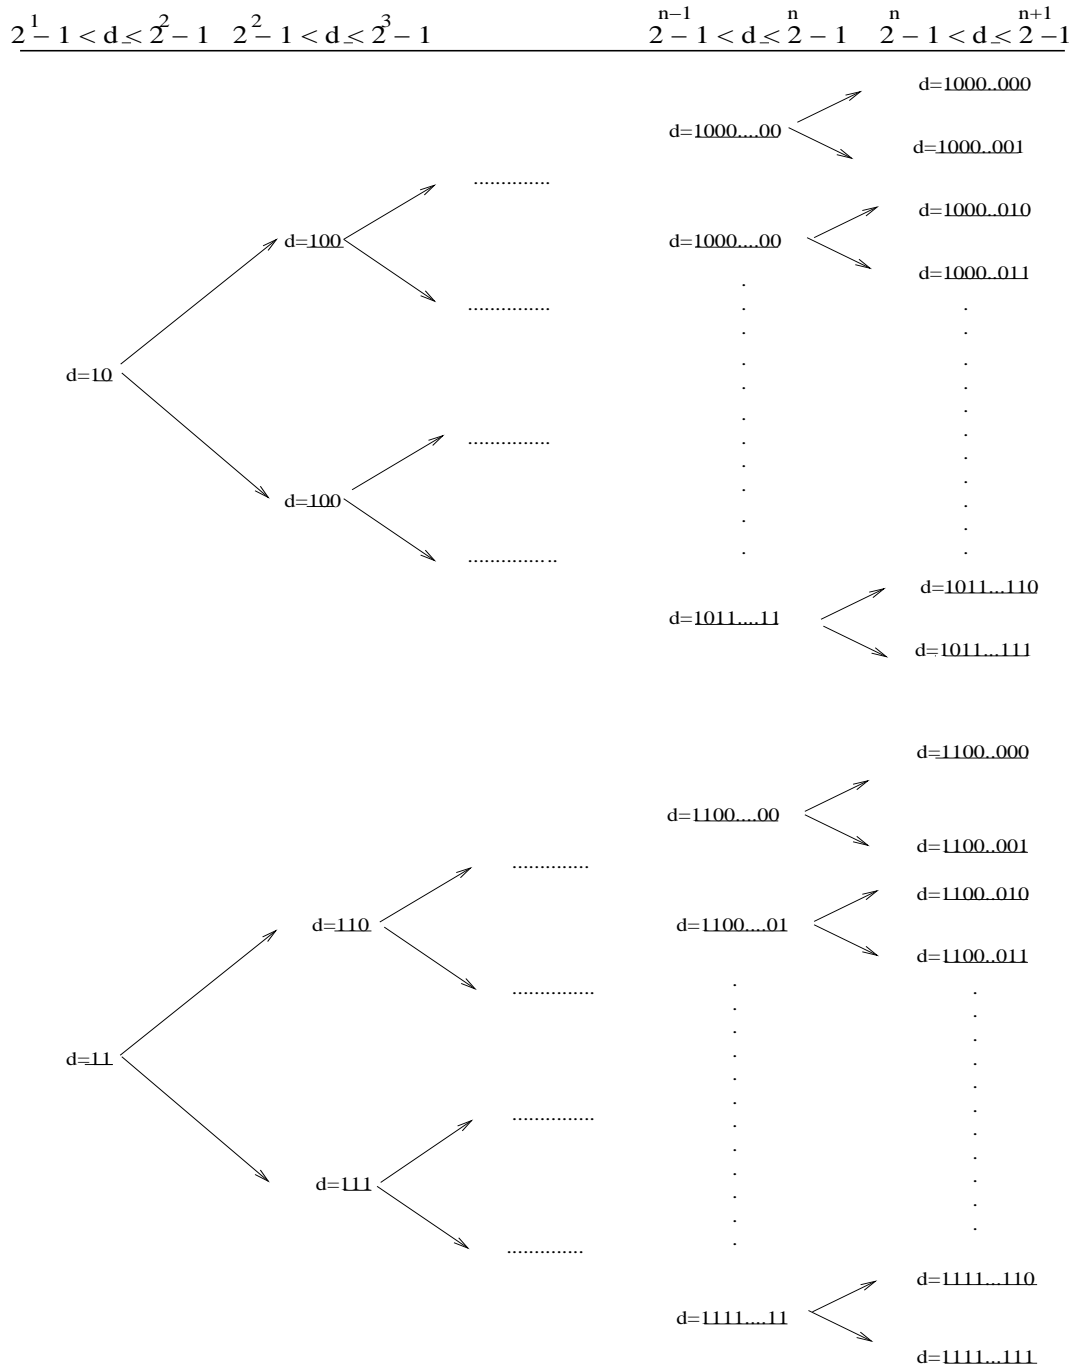 2^1 − 1 < d ≤ 2^2 − 1 2^2 − 1 < d ≤ 2^3 − 1 2^{n−1} − 1 < d ≤ 2^n − 1 2^n − 1 < d ≤ 2^{n+1} − 1
d=1000..000
d=1000....00
d=1000..001
..............
d=1000..010
d=100
d=1000....00
d=1000..011
..............
d=10
..............
d=100
..............
d=1011...110
d=1011....11
d=1011...111
d=1100..000
d=1100....00
d=1100..001
..............
d=1100..010
d=110
d=1100....01
d=1100..011
..............
d=11
..............
d=111
..............
d=1111...110
d=1111....11
d=1111...111